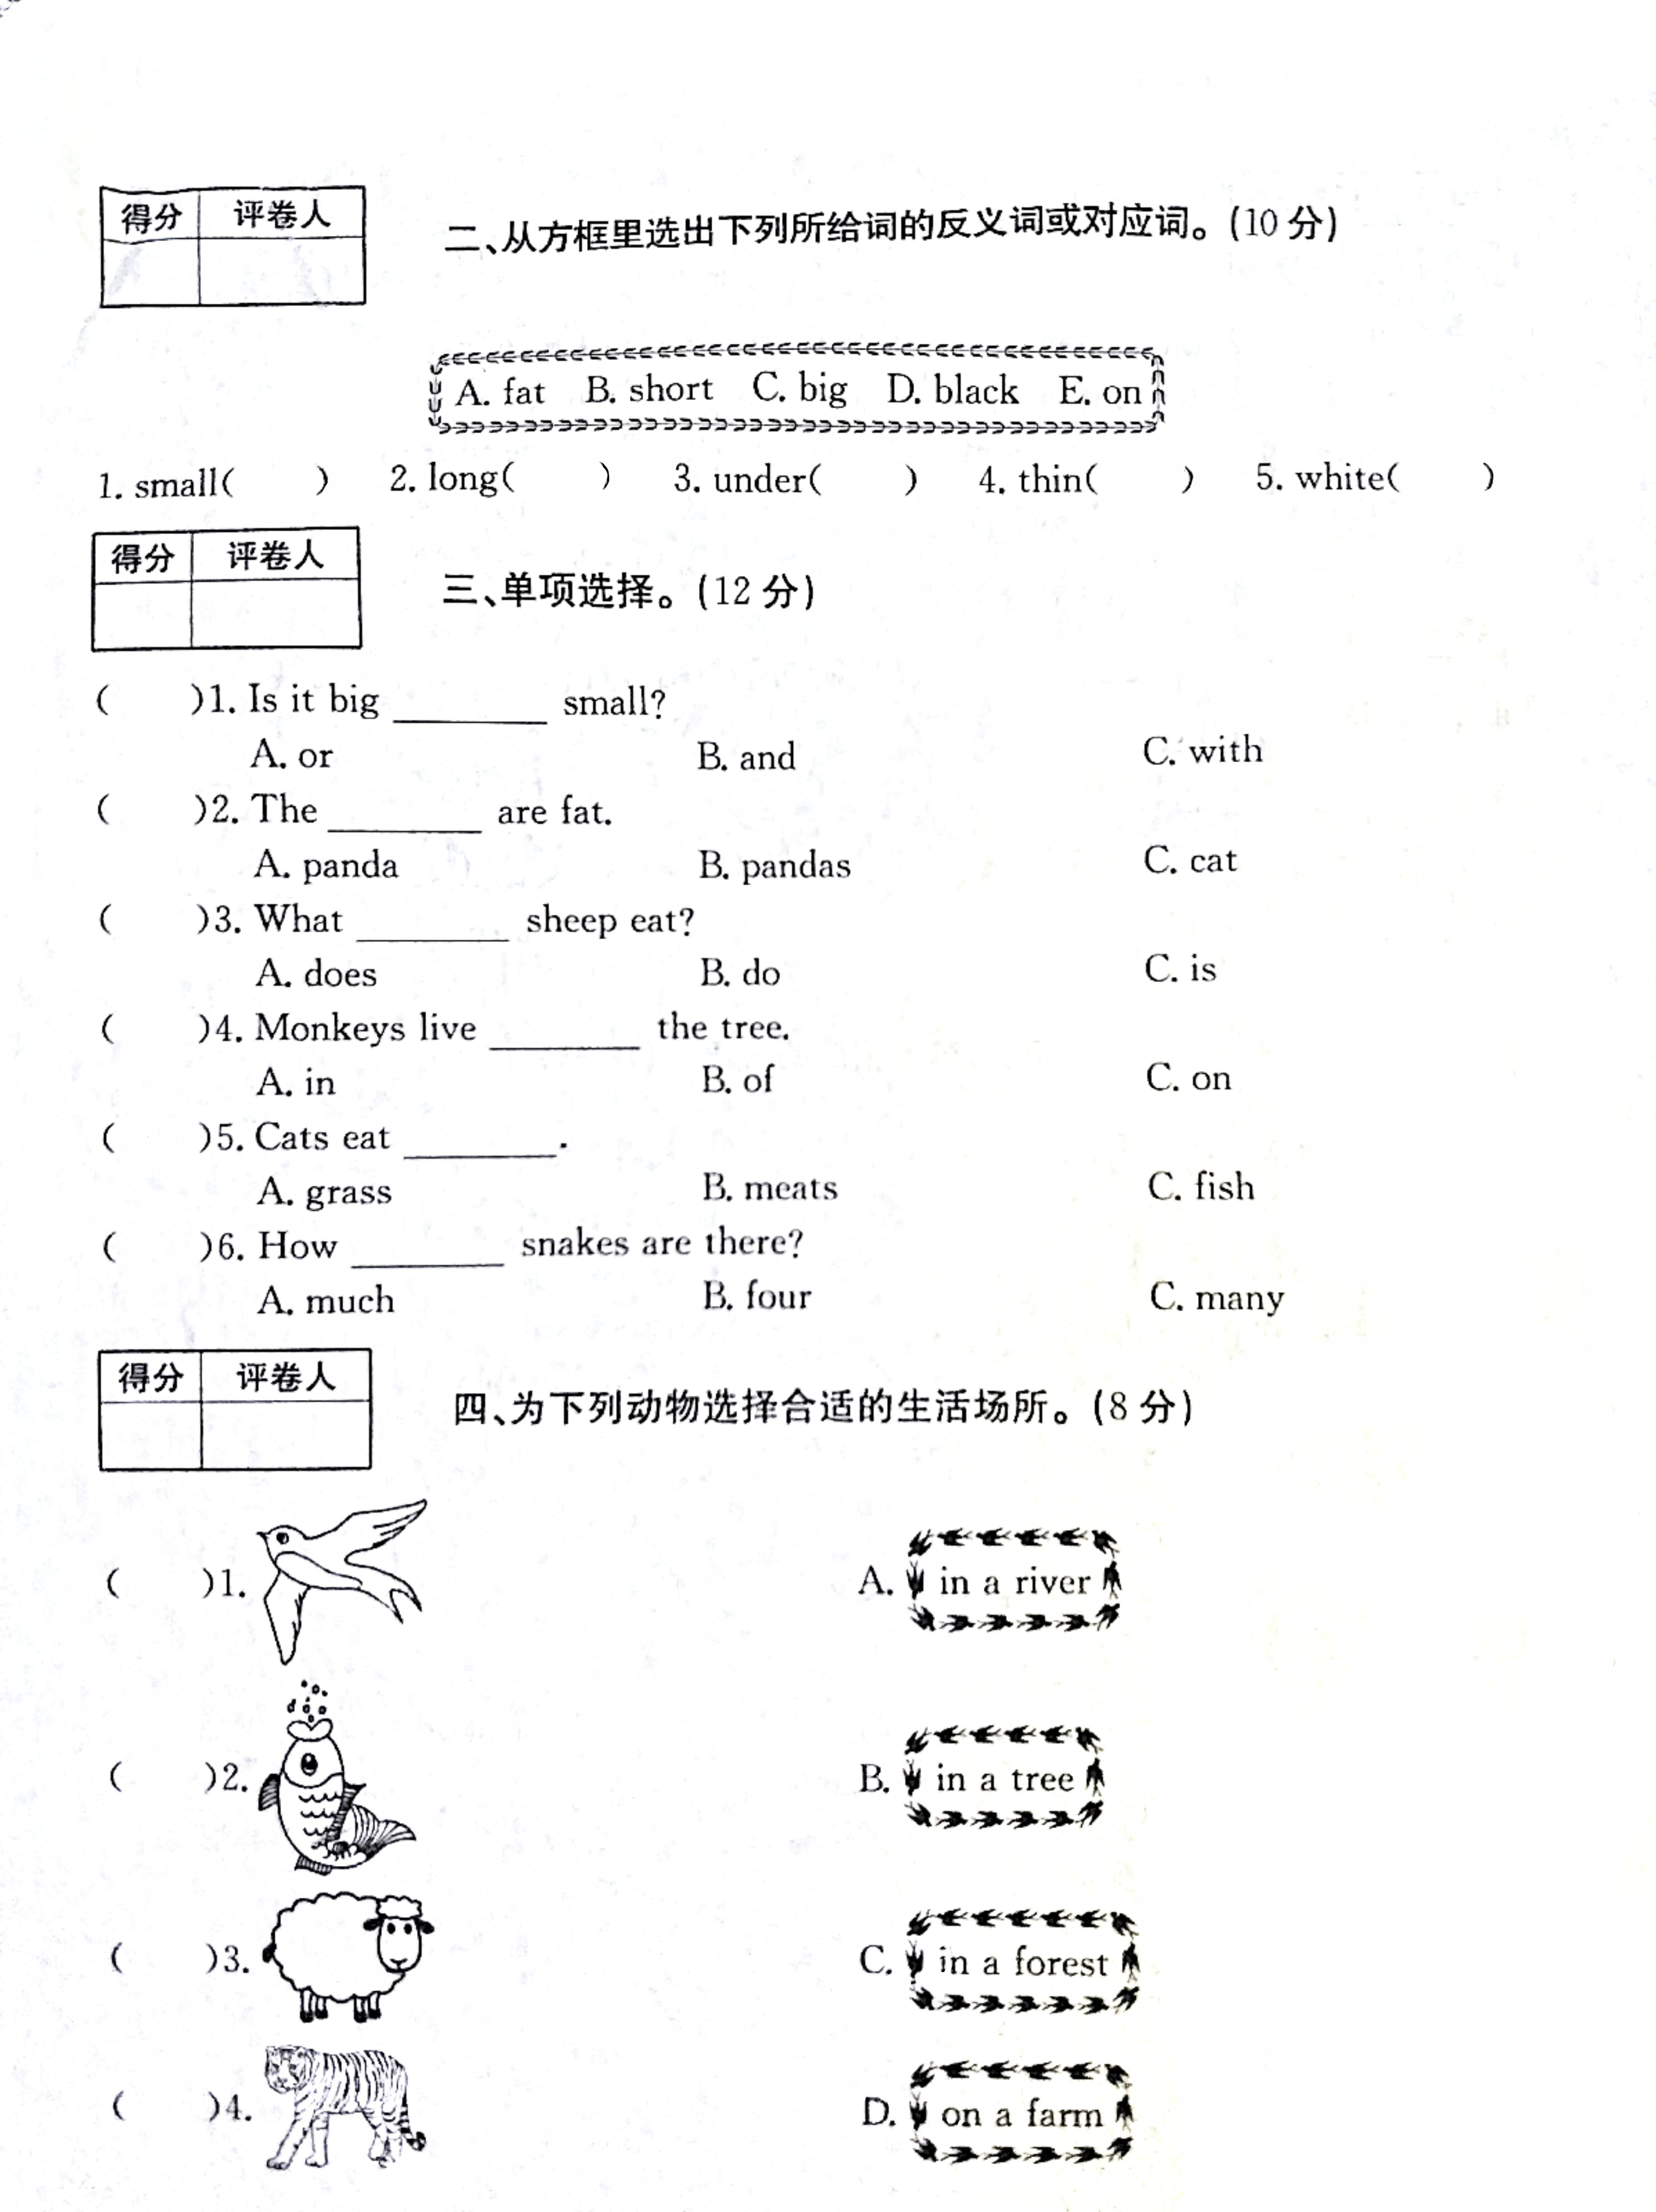 得分 评卷人
二、从方框里选出下列所给词的反义词或对应词。(10 分)
A. fat B. short C. big D. black E. on
1. small( ) 2. long( ) 3. under( ) 4. thin( ) 5. white( )
得分 评卷人
三、单项选择。(12 分)
( )1. Is it big ________ small?
A. or B. and C. with
( )2. The ________ are fat.
A. panda B. pandas C. cat
( )3. What ________ sheep eat?
A. does B. do C. is
( )4. Monkeys live ________ the tree.
A. in B. of C. on
( )5. Cats eat ________.
A. grass B. meats C. fish
( )6. How ________ snakes are there?
A. much B. four C. many
得分 评卷人
四、为下列动物选择合适的生活场所。(8 分)
( )1. A. in a river
( )2. B. in a tree
( )3. C. in a forest
( )4. D. on a farm